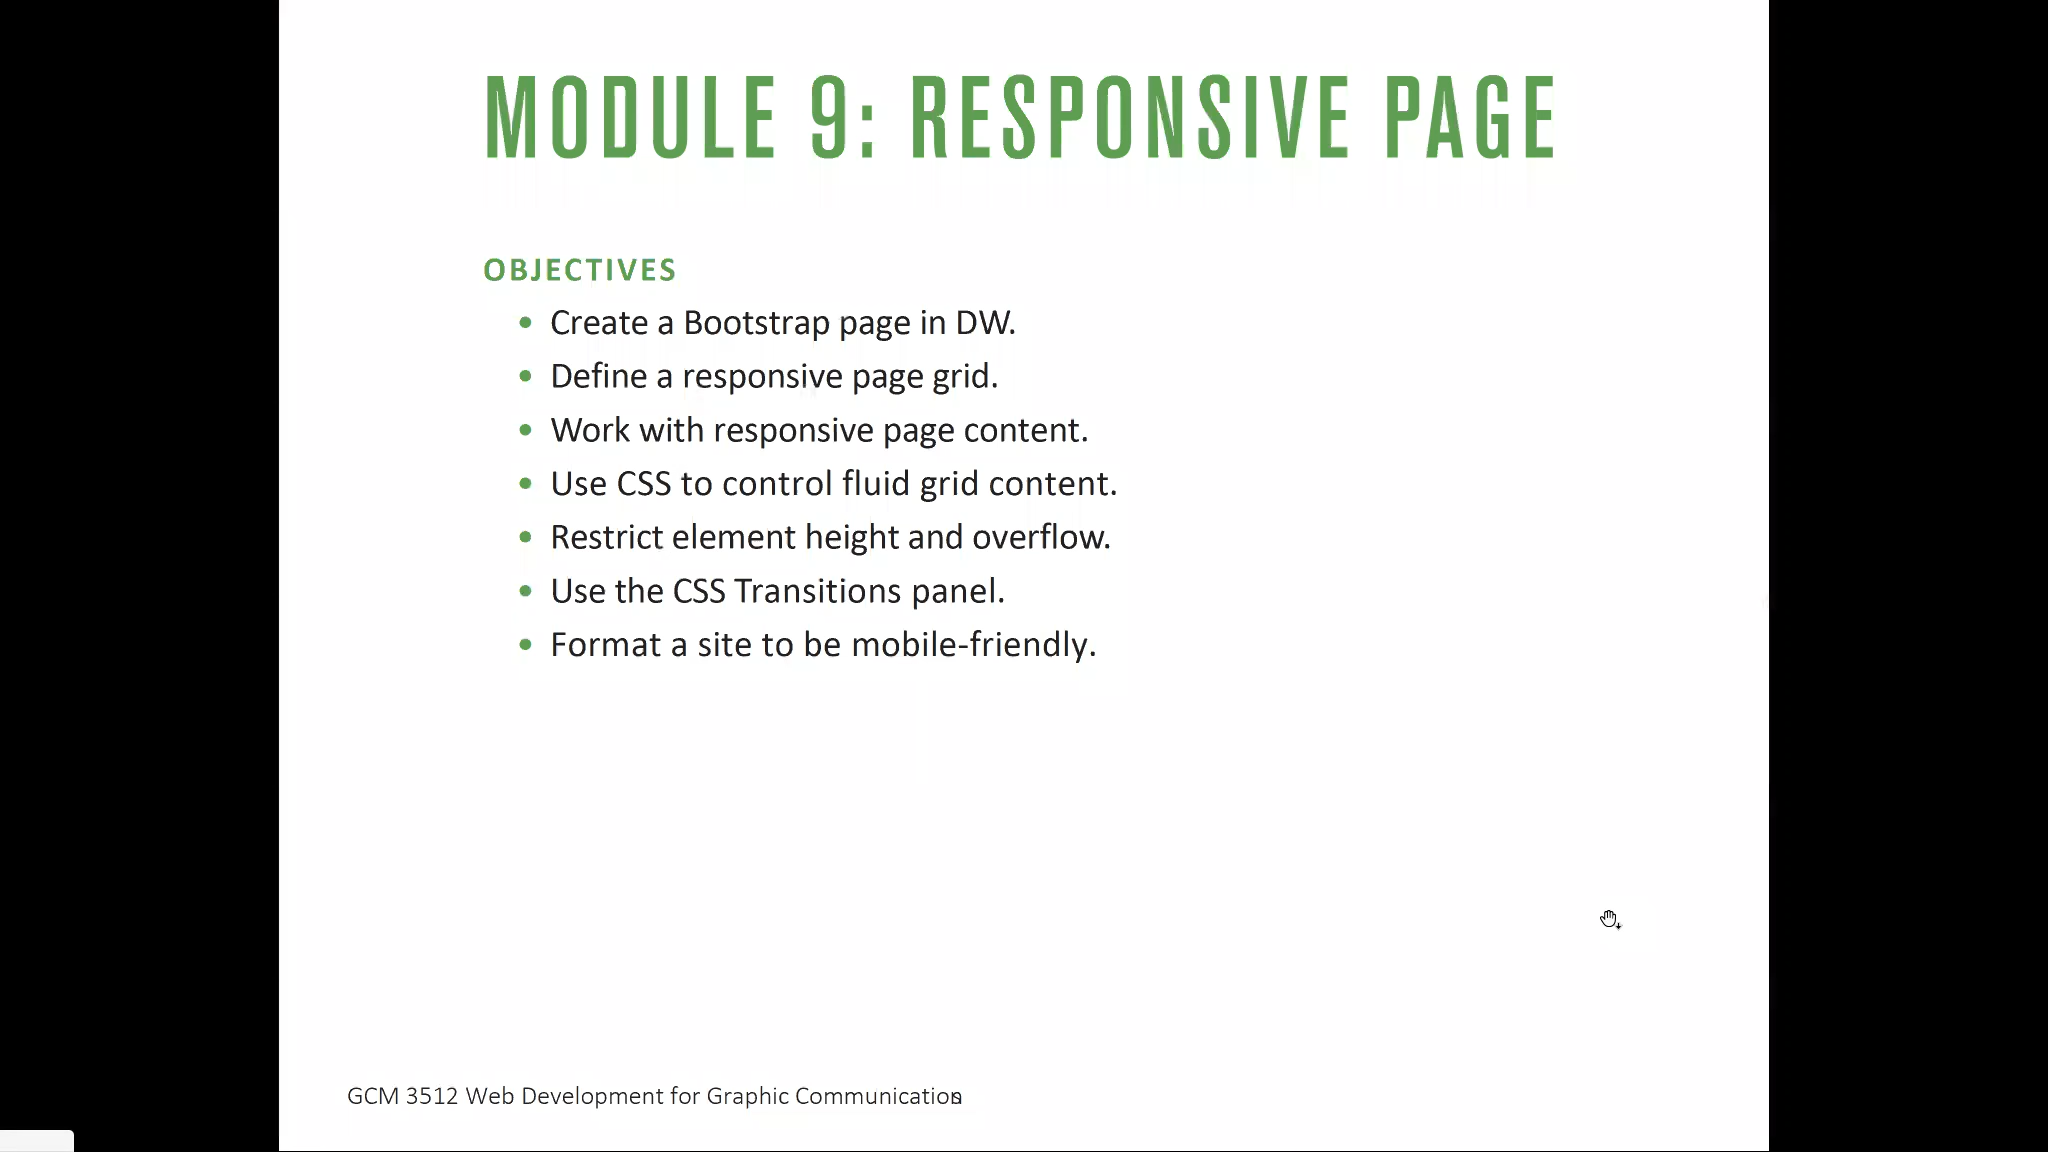 MODULE 9: RESPONSIVE PAGE
OBJECTIVES
• Create a Bootstrap page in DW.
• Define a responsive page grid.
• Work with responsive page content.
• Use CSS to control fluid grid content.
• Restrict element height and overflow.
• Use the CSS Transitions panel.
• Format a site to be mobile-friendly.
GCM 3512 Web Development for Graphic Communication